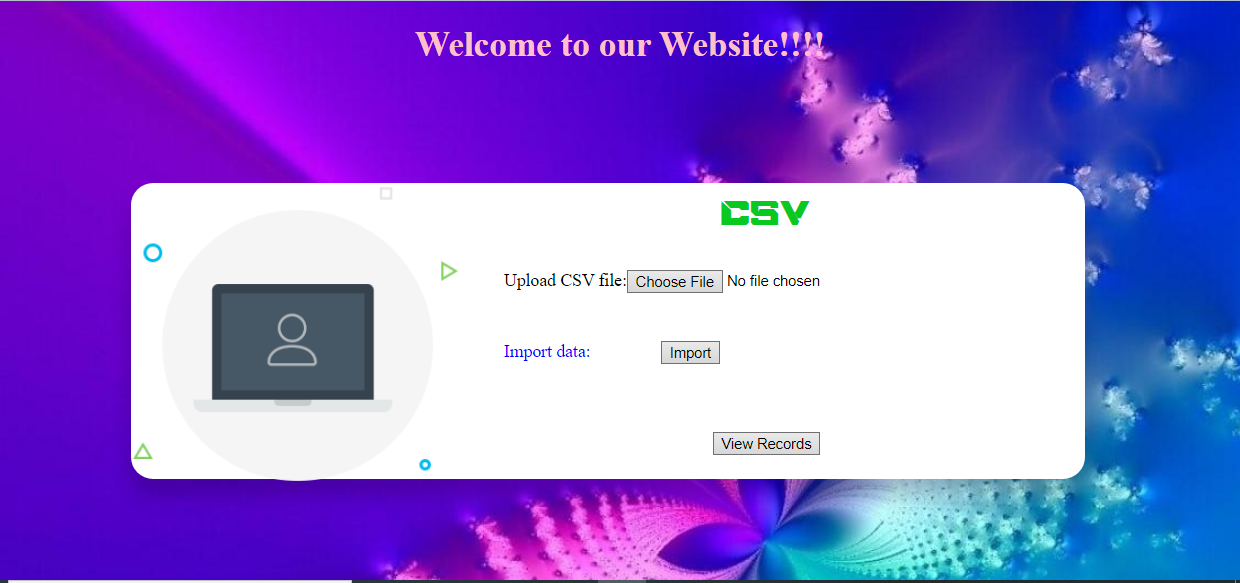 Welcome to our Website!!!!
CSV
Upload CSV file: Choose File No file chosen
Import data: Import
View Records